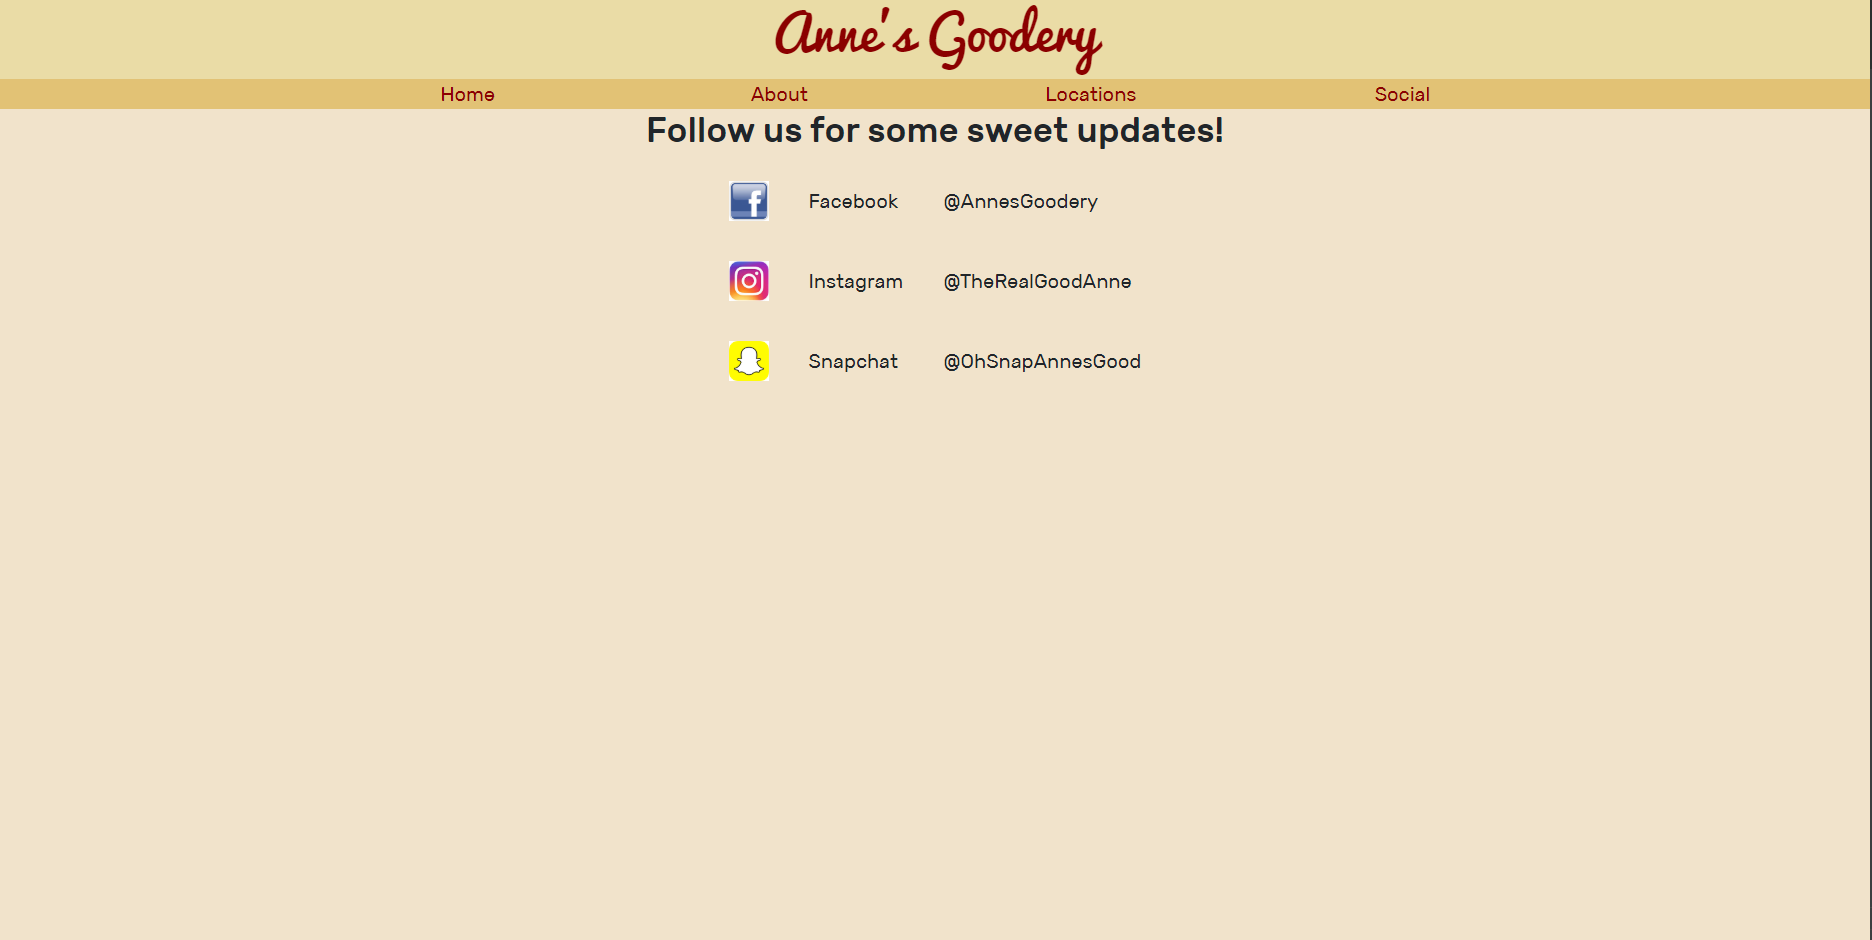 Anne's Goodery
Home About Locations Social
Follow us for some sweet updates!
Facebook @AnnesGoodery
Instagram @TheRealGoodAnne
Snapchat @OhSnapAnnesGood